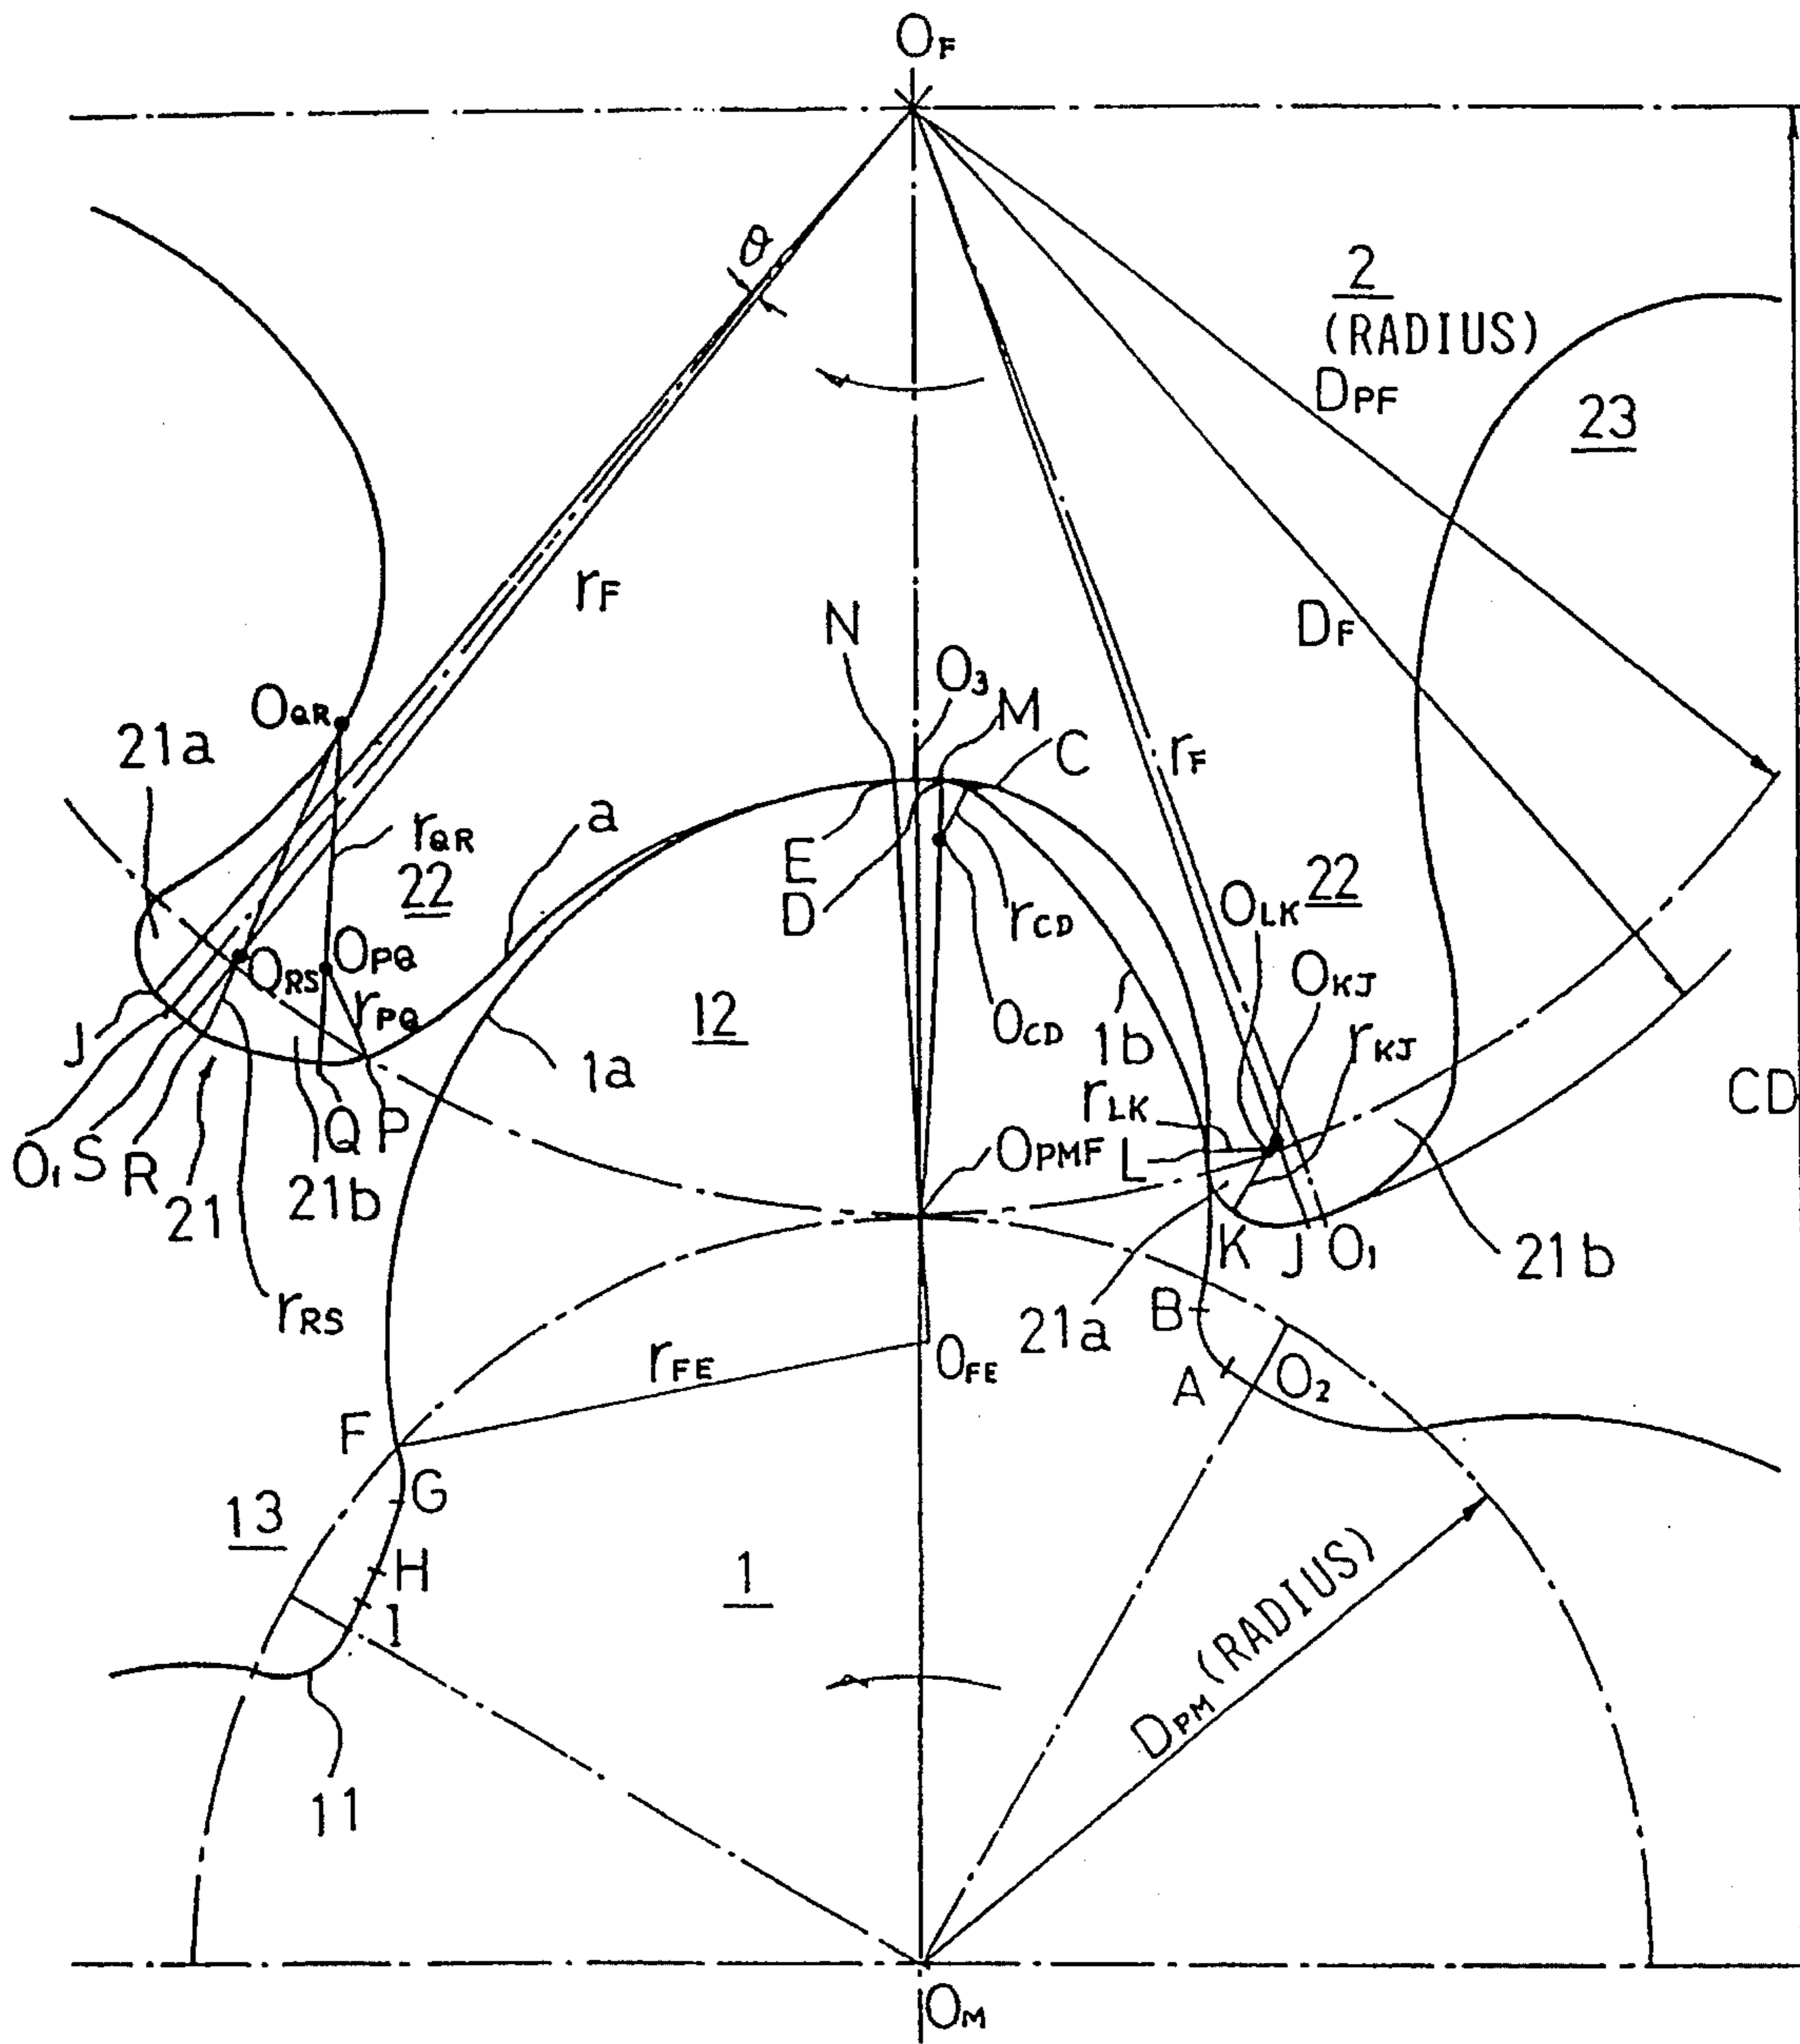 OF
θ
2
(RADIUS)
DPF
23
rF
N
DF
O3
M
OQR
21a
C
rF
a
rQR
E
22
D
22
OLK
rCD
ORS
OPQ
OKJ
rPQ
12
OCD
1b
rKJ
J
1a
rLK
CD
O1
S
R
Q
P
OPMF
L
21
21b
K
J
O1
21b
rRS
21a
B
rFE
OFE
A
O2
F
G
13
H
1
I
DPM (RADIUS)
11
OM